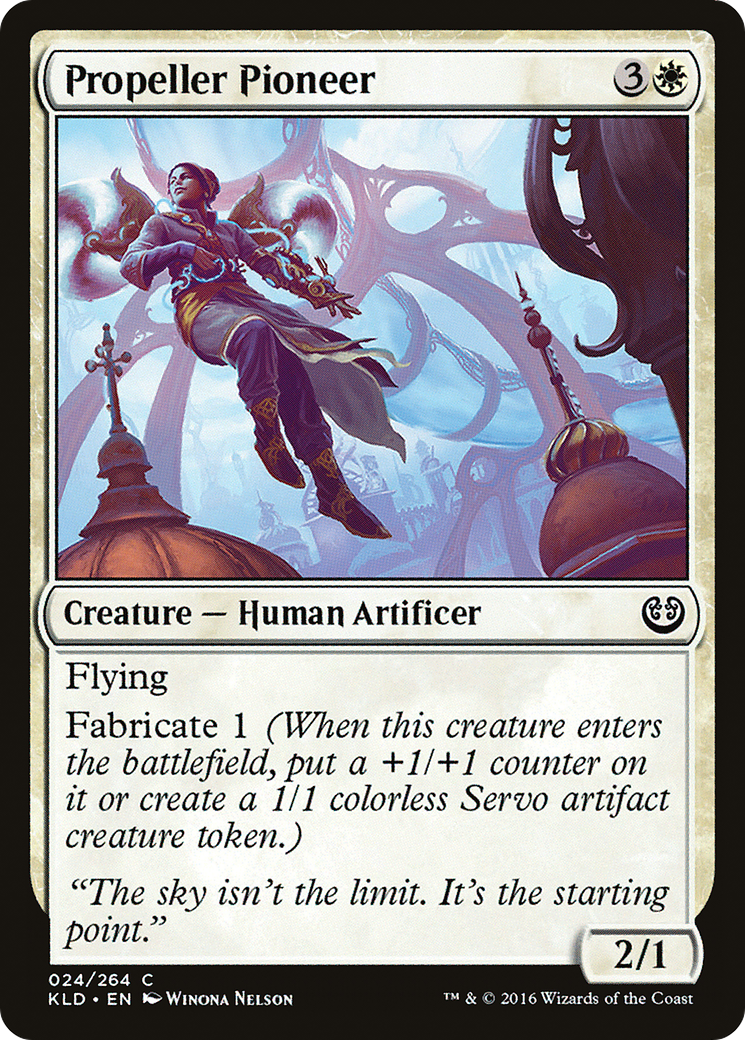 Propeller Pioneer 3
Creature — Human Artificer
Flying
Fabricate 1 (When this creature enters
the battlefield, put a +1/+1 counter on
it or create a 1/1 colorless Servo artifact
creature token.)
“The sky isn’t the limit. It’s the starting
point.”
2/1
024/264 C
KLD • EN Winona Nelson ™ & © 2016 Wizards of the Coast